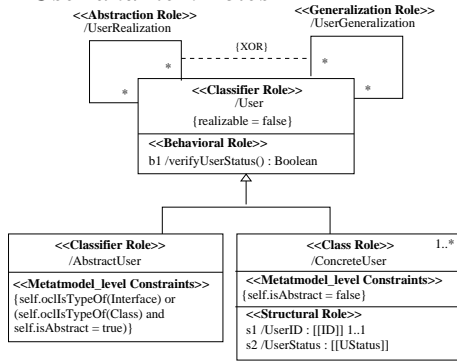 <<Abstraction Role>>
/UserRealization
<<Generalization Role>>
/UserGeneralization
{XOR}
*
*
*
*
<<Classifier Role>>
/User
{realizable = false}
<<Behavioral Role>>
b1 /verifyUserStatus() : Boolean
<<Classifier Role>>
/AbstractUser
<<Metatmodel_level Constraints>>
{self.oclIsTypeOf(Interface) or
(self.oclIsTypeOf(Class) and
self.isAbstract = true)}
<<Class Role>>
1..*
/ConcreteUser
<<Metatmodel_level Constraints>>
{self.isAbstract = false}
<<Structural Role>>
s1 /UserID : [[ID]] 1..1
s2 /UserStatus : [[UStatus]]